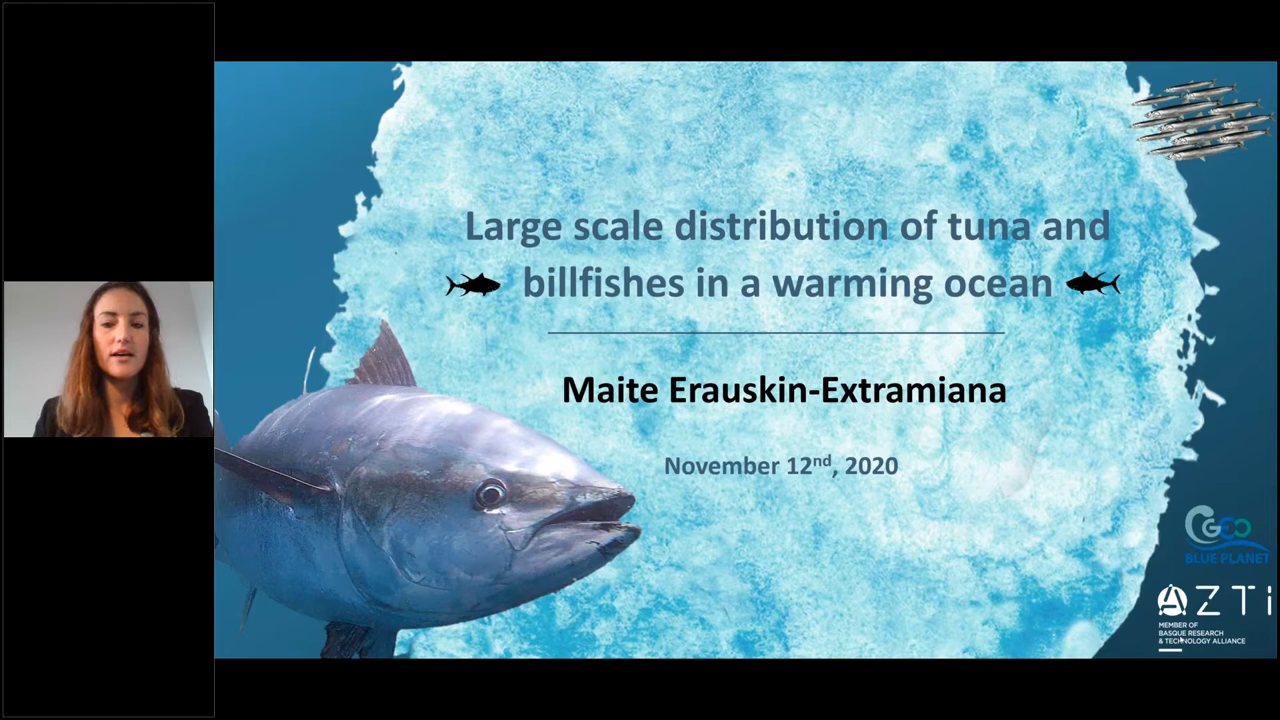 Large scale distribution of tuna and
billfishes in a warming ocean
Maite Erauskin-Extramiana
November 12nd, 2020
GEO
BLUE PLANET
AZTi
MEMBER OF
BASQUE RESEARCH
& TECHNOLOGY ALLIANCE